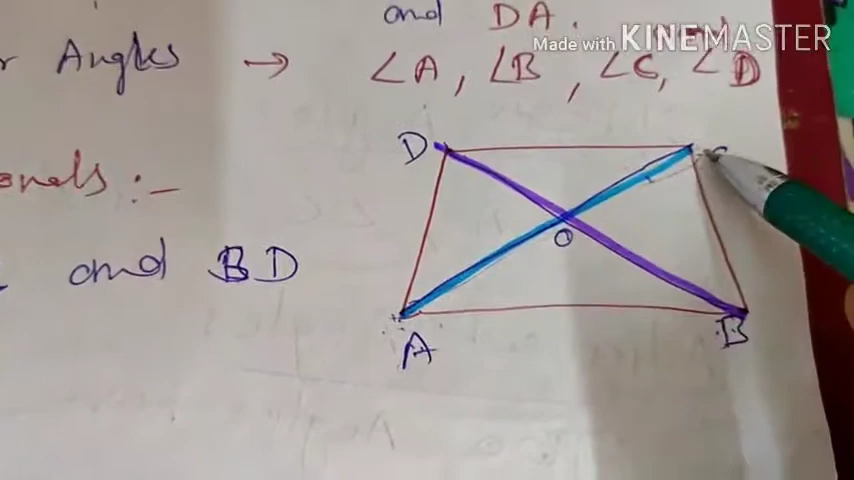 and DA.
Made with KINEMASTER
Angles → ∠A, ∠B, ∠C, ∠D
D
:-
O
and BD
A
B